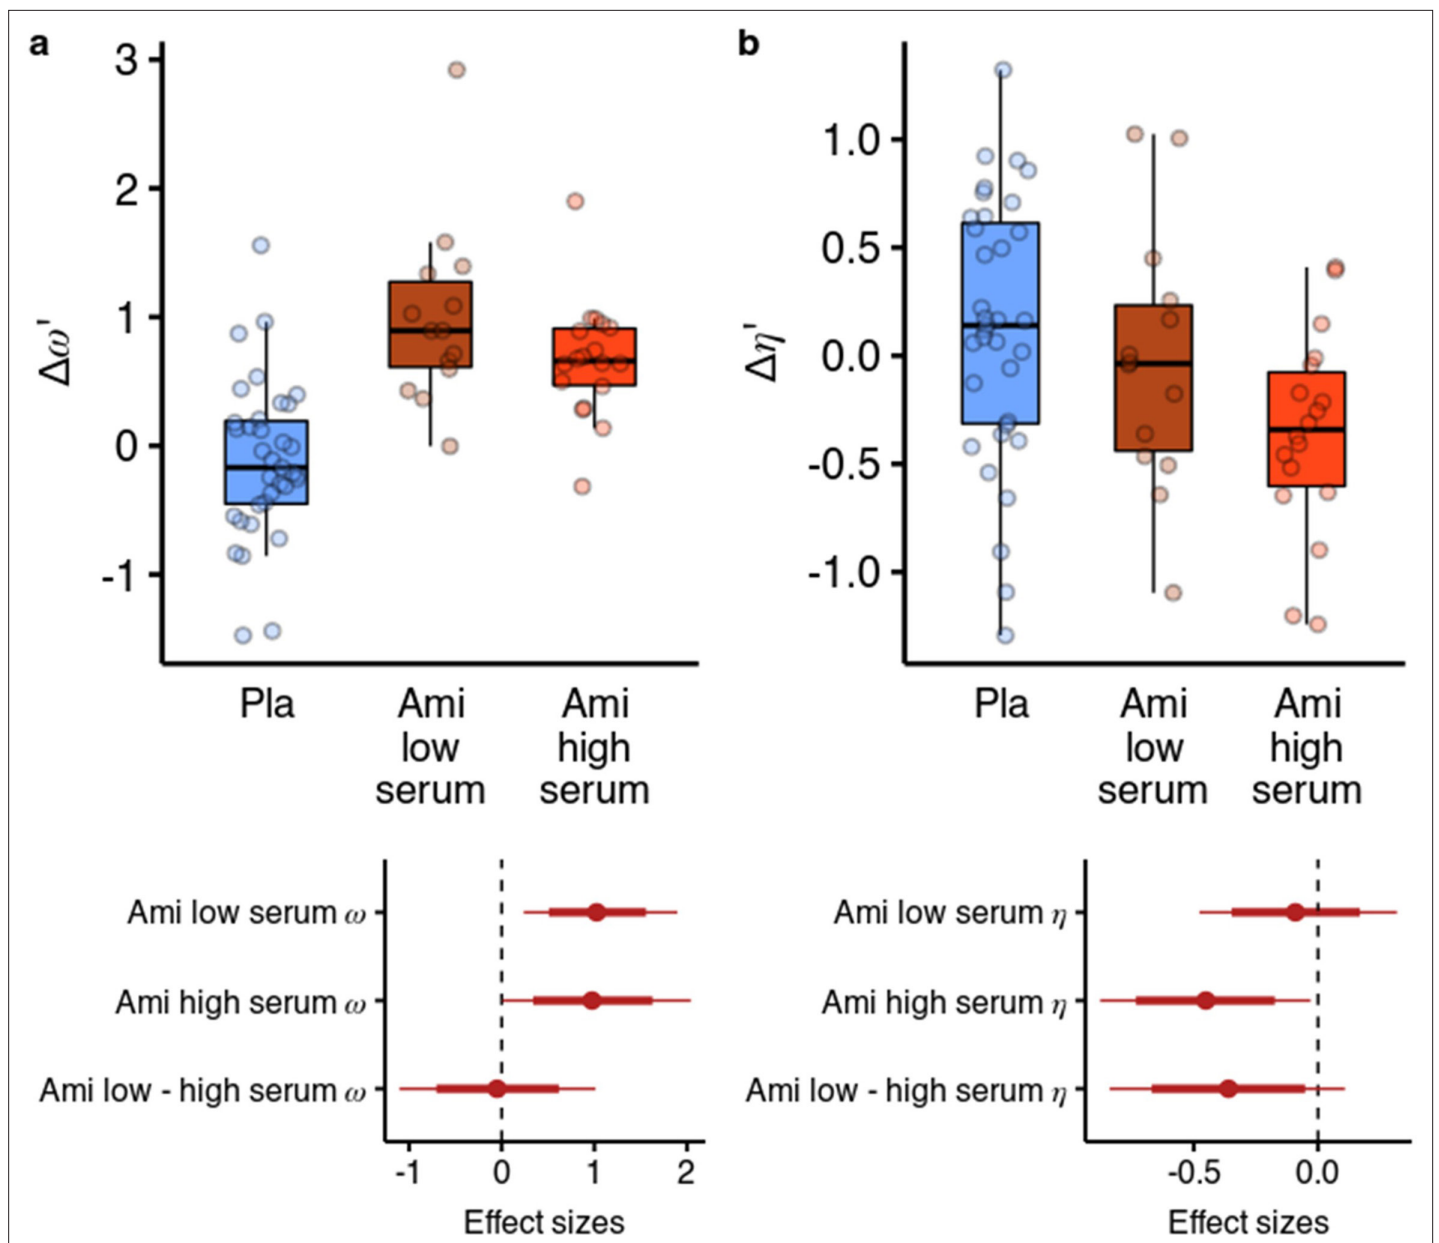 a
3
2
1
0
-1
Δω'
Pla
Ami
low
serum
Ami
high
serum
Ami low serum ω
Ami high serum ω
Ami low - high serum ω
-1 0 1 2
Effect sizes
b
1.0
0.5
0.0
-0.5
-1.0
Δη'
Pla
Ami
low
serum
Ami
high
serum
Ami low serum η
Ami high serum η
Ami low - high serum η
-0.5 0.0
Effect sizes